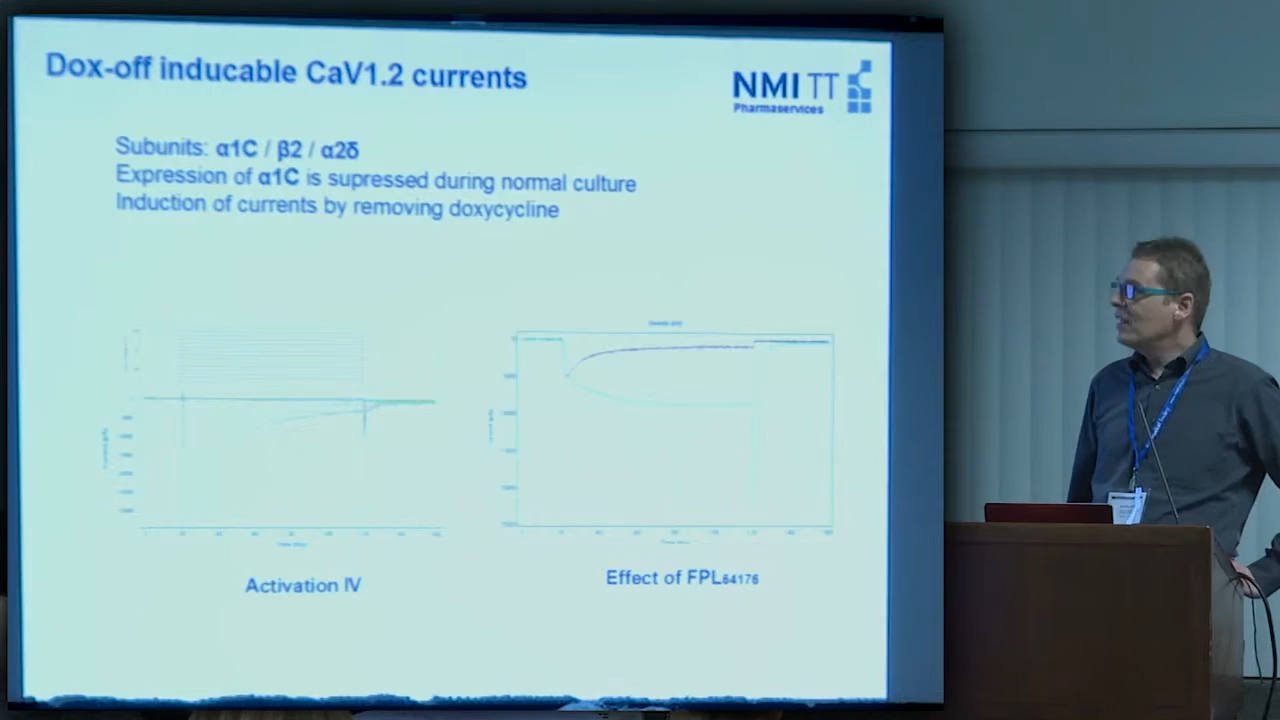 Dox-off inducable CaV1.2 currents
NMI TT
Pharmaservices
Subunits: α1C / β2 / α2δ
Expression of α1C is supressed during normal culture
Induction of currents by removing doxycycline
Activation IV
Effect of FPL64176